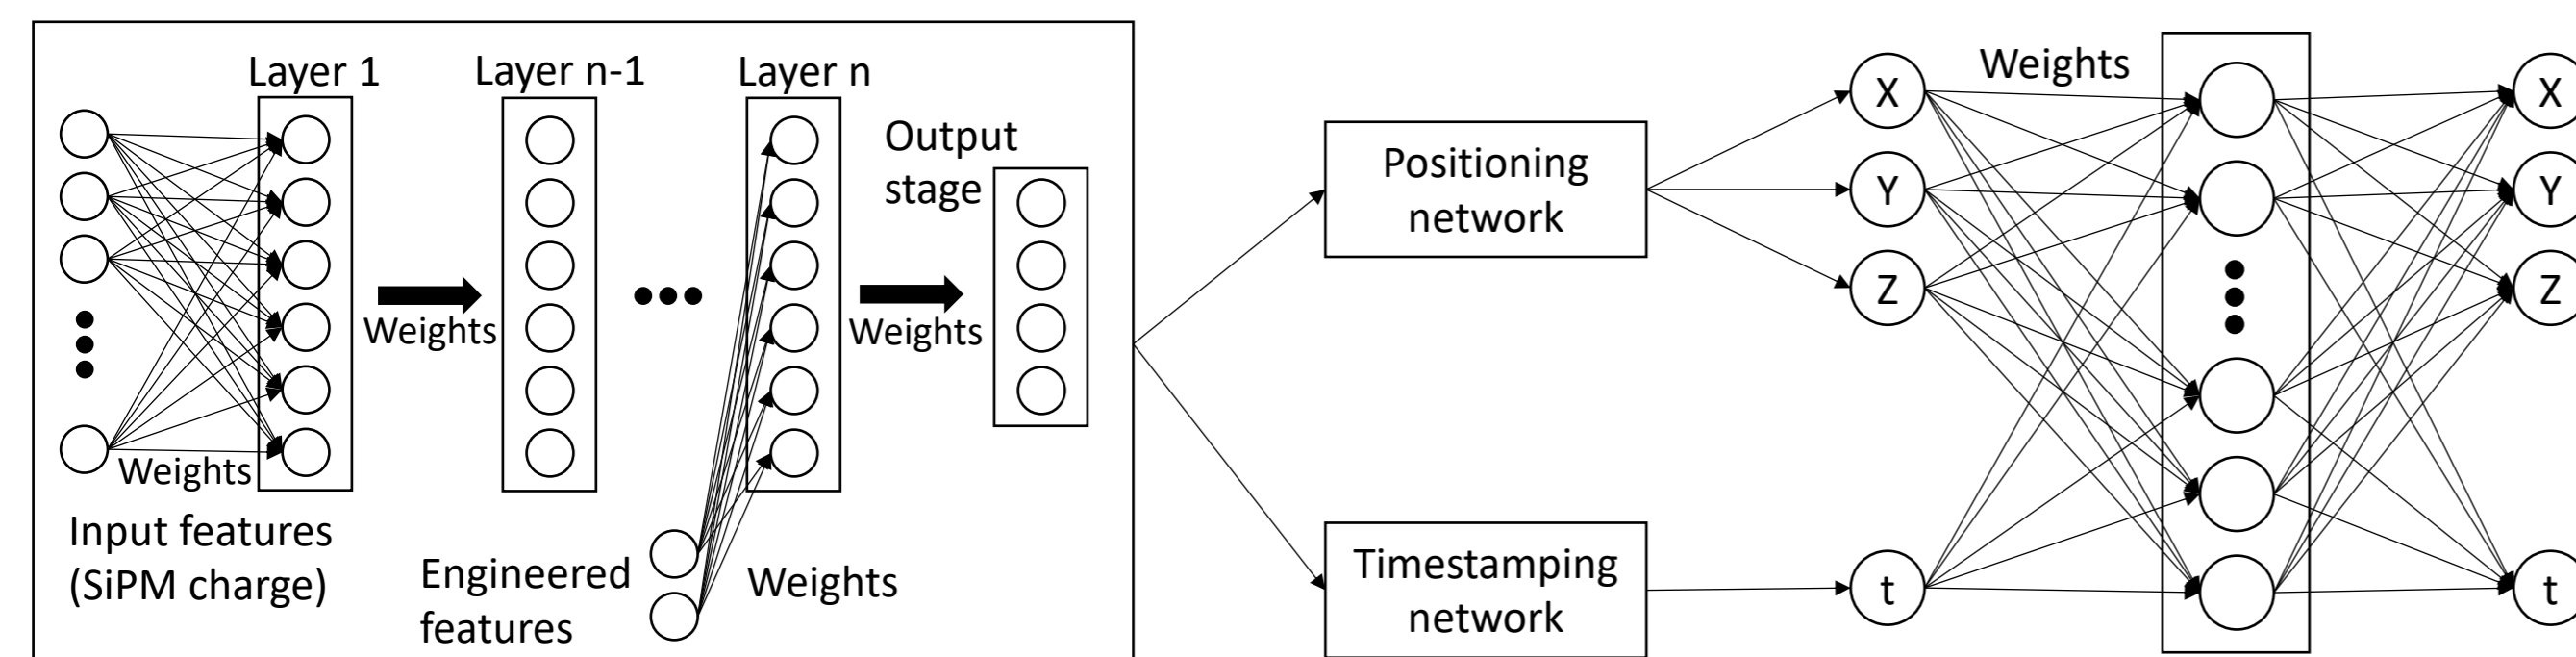 Layer 1
Layer n-1
Layer n
Output
stage
Weights
Weights
Weights
Input features
(SiPM charge)
Engineered
features
Weights
Positioning
network
Timestamping
network
X
Y
Z
t
Weights
X
Y
Z
t